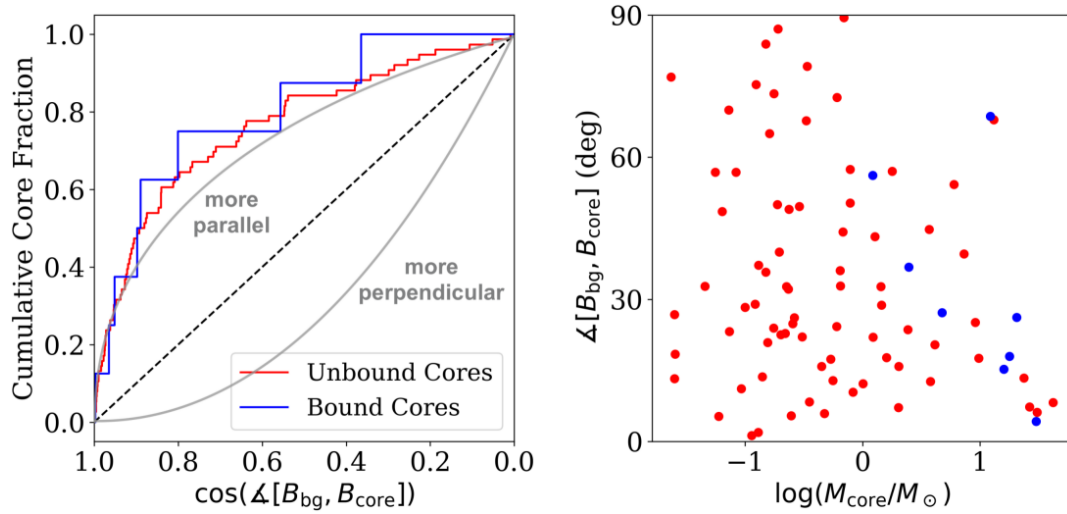 1.0
0.8
0.6
0.4
0.2
0.0
Cumulative Core Fraction
more
parallel
more
perpendicular
Unbound Cores
Bound Cores
1.0 0.8 0.6 0.4 0.2 0.0
cos(∡[B_bg, B_core])
90
60
30
0
∡[B_bg, B_core] (deg)
−1 0 1
log(M_core/M_⊙)